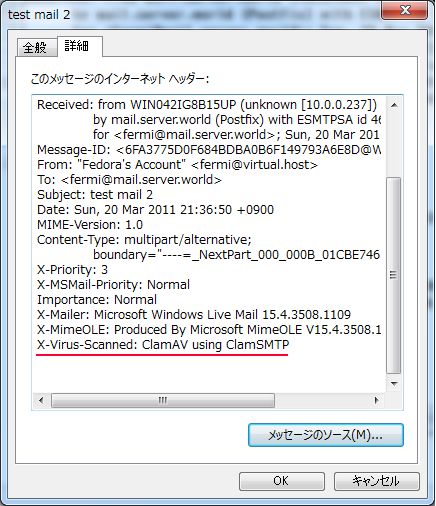 test mail 2
全般 詳細
このメッセージのインターネット ヘッダー:
Received: from WIN042IG8B15UP (unknown [10.0.0.237])
by mail.server.world (Postfix) with ESMTPSA id 46
for <fermi@mail.server.world>; Sun, 20 Mar 2011
Message-ID: <6FA3775D0F684BDBA0B6F149793A6E8D@W
From: "Fedora's Account" <fermi@virtual.host>
To: <fermi@mail.server.world>
Subject: test mail 2
Date: Sun, 20 Mar 2011 21:36:50 +0900
MIME-Version: 1.0
Content-Type: multipart/alternative;
boundary="----=_NextPart_000_000B_01CBE746
X-Priority: 3
X-MSMail-Priority: Normal
Importance: Normal
X-Mailer: Microsoft Windows Live Mail 15.4.3508.1109
X-MimeOLE: Produced By Microsoft MimeOLE V15.4.3508.1
X-Virus-Scanned: ClamAV using ClamSMTP
メッセージのソース(M)...
OK キャンセル